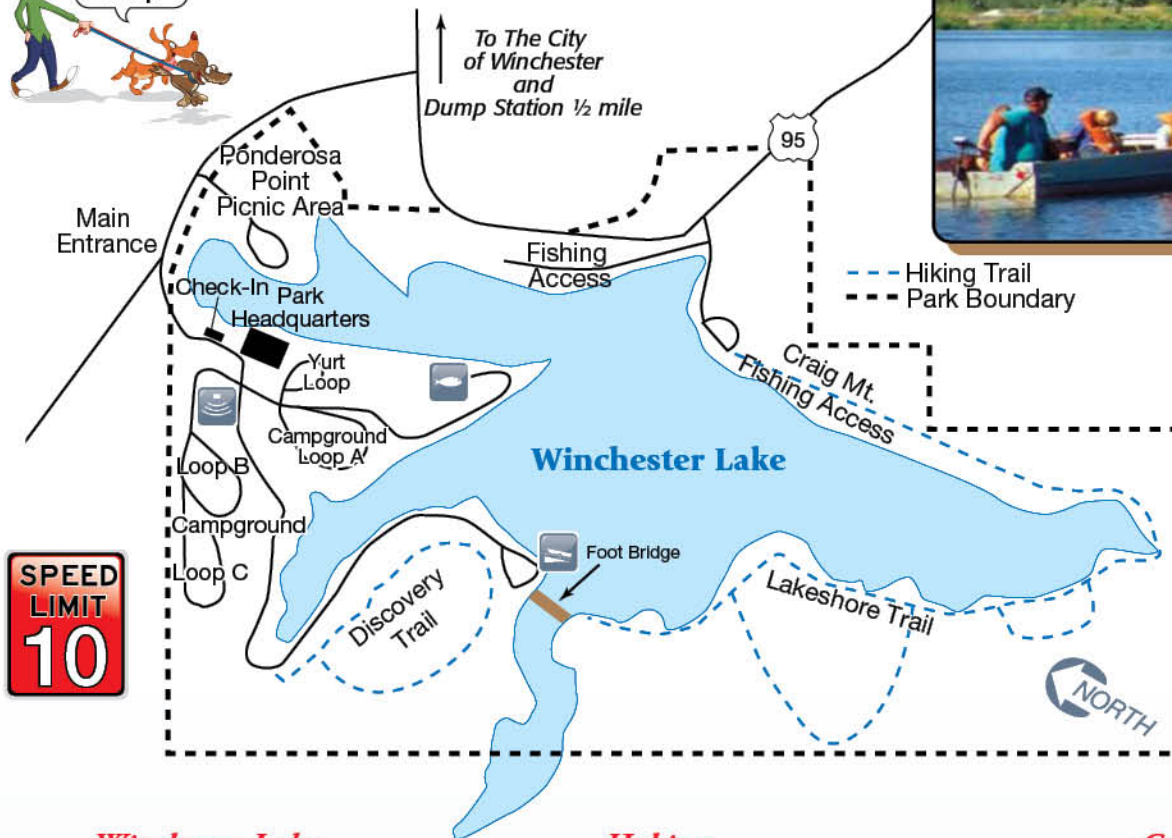 To The City
of Winchester
and
Dump Station ½ mile
95
Ponderosa
Point
Picnic Area
Main
Entrance
Fishing
Access
Hiking Trail
Park Boundary
Check-In
Park
Headquarters
Yurt
Loop
Craig Mt.
Fishing Access
Campground
Loop A
Winchester Lake
Loop B
Campground
Loop C
Foot Bridge
SPEED
LIMIT
10
Discovery
Trail
Lakeshore Trail
NORTH